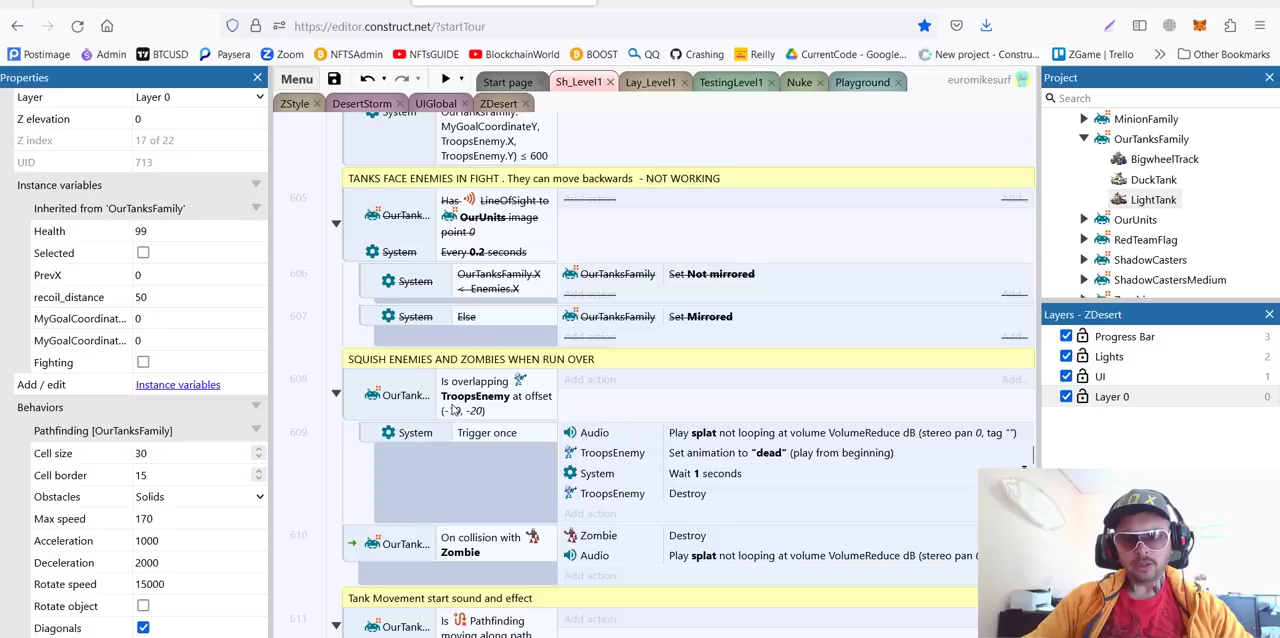 https://editor.construct.net/?startTour
Postimage
Admin
BTCUSD
Paysera
Zoom
NFTSAdmin
NFTsGUIDE
BlockchainWorld
BOOST
QQ
Crashing
Reilly
CurrentCode - Google...
New project - Constru...
ZGame | Trello
Other Bookmarks
Properties
Menu
Start page
Sh_Level1
Lay_Level1
TestingLevel1
Nuke
Playground
euromikesurf
Project
ZStyle
DesertStorm
UIGlobal
ZDesert
Search
Layer
Layer 0
Z elevation
0
Z index
17 of 22
UID
713
Instance variables
Inherited from 'OurTanksFamily'
Health
99
Selected
PrevX
0
recoil_distance
50
MyGoalCoordinat...
0
MyGoalCoordinat...
0
Fighting
Add / edit
Instance variables
Behaviors
Pathfinding [OurTanksFamily]
Cell size
30
Cell border
15
Obstacles
Solids
Max speed
170
Acceleration
1000
Deceleration
2000
Rotate speed
15000
Rotate object
Diagonals
System
OurTanksFamily.
MyGoalCoordinateY,
TroopsEnemy.X,
TroopsEnemy.Y) ≤ 600
TANKS FACE ENEMIES IN FIGHT . They can move backwards - NOT WORKING
605
OurTank...
Has LineOfSight to
OurUnits image
point 0
Add action
Add...
System
Every 0.2 seconds
606
System
OurTanksFamily.X
< Enemies.X
OurTanksFamily
Set Not mirrored
Add action
Add...
607
System
Else
OurTanksFamily
Set Mirrored
Add action
Add...
SQUISH ENEMIES AND ZOMBIES WHEN RUN OVER
608
OurTank...
Is overlapping
TroopsEnemy at offset
Add action
Add...
609
System
Trigger once
Audio
Play splat not looping at volume VolumeReduce dB (stereo pan 0, tag "")
TroopsEnemy
Set animation to "dead" (play from beginning)
System
Wait 1 seconds
TroopsEnemy
Destroy
Add action
610
OurTank...
On collision with
Zombie
Zombie
Destroy
Audio
Play splat not looping at volume VolumeReduce dB (stereo pan
Add action
Tank Movement start sound and effect
611
OurTank...
Is Pathfinding
moving along path
Add action
MinionFamily
OurTanksFamily
BigwheelTrack
DuckTank
LightTank
OurUnits
RedTeamFlag
ShadowCasters
ShadowCastersMedium
Layers - ZDesert
Progress Bar
3
Lights
2
UI
1
Layer 0
0